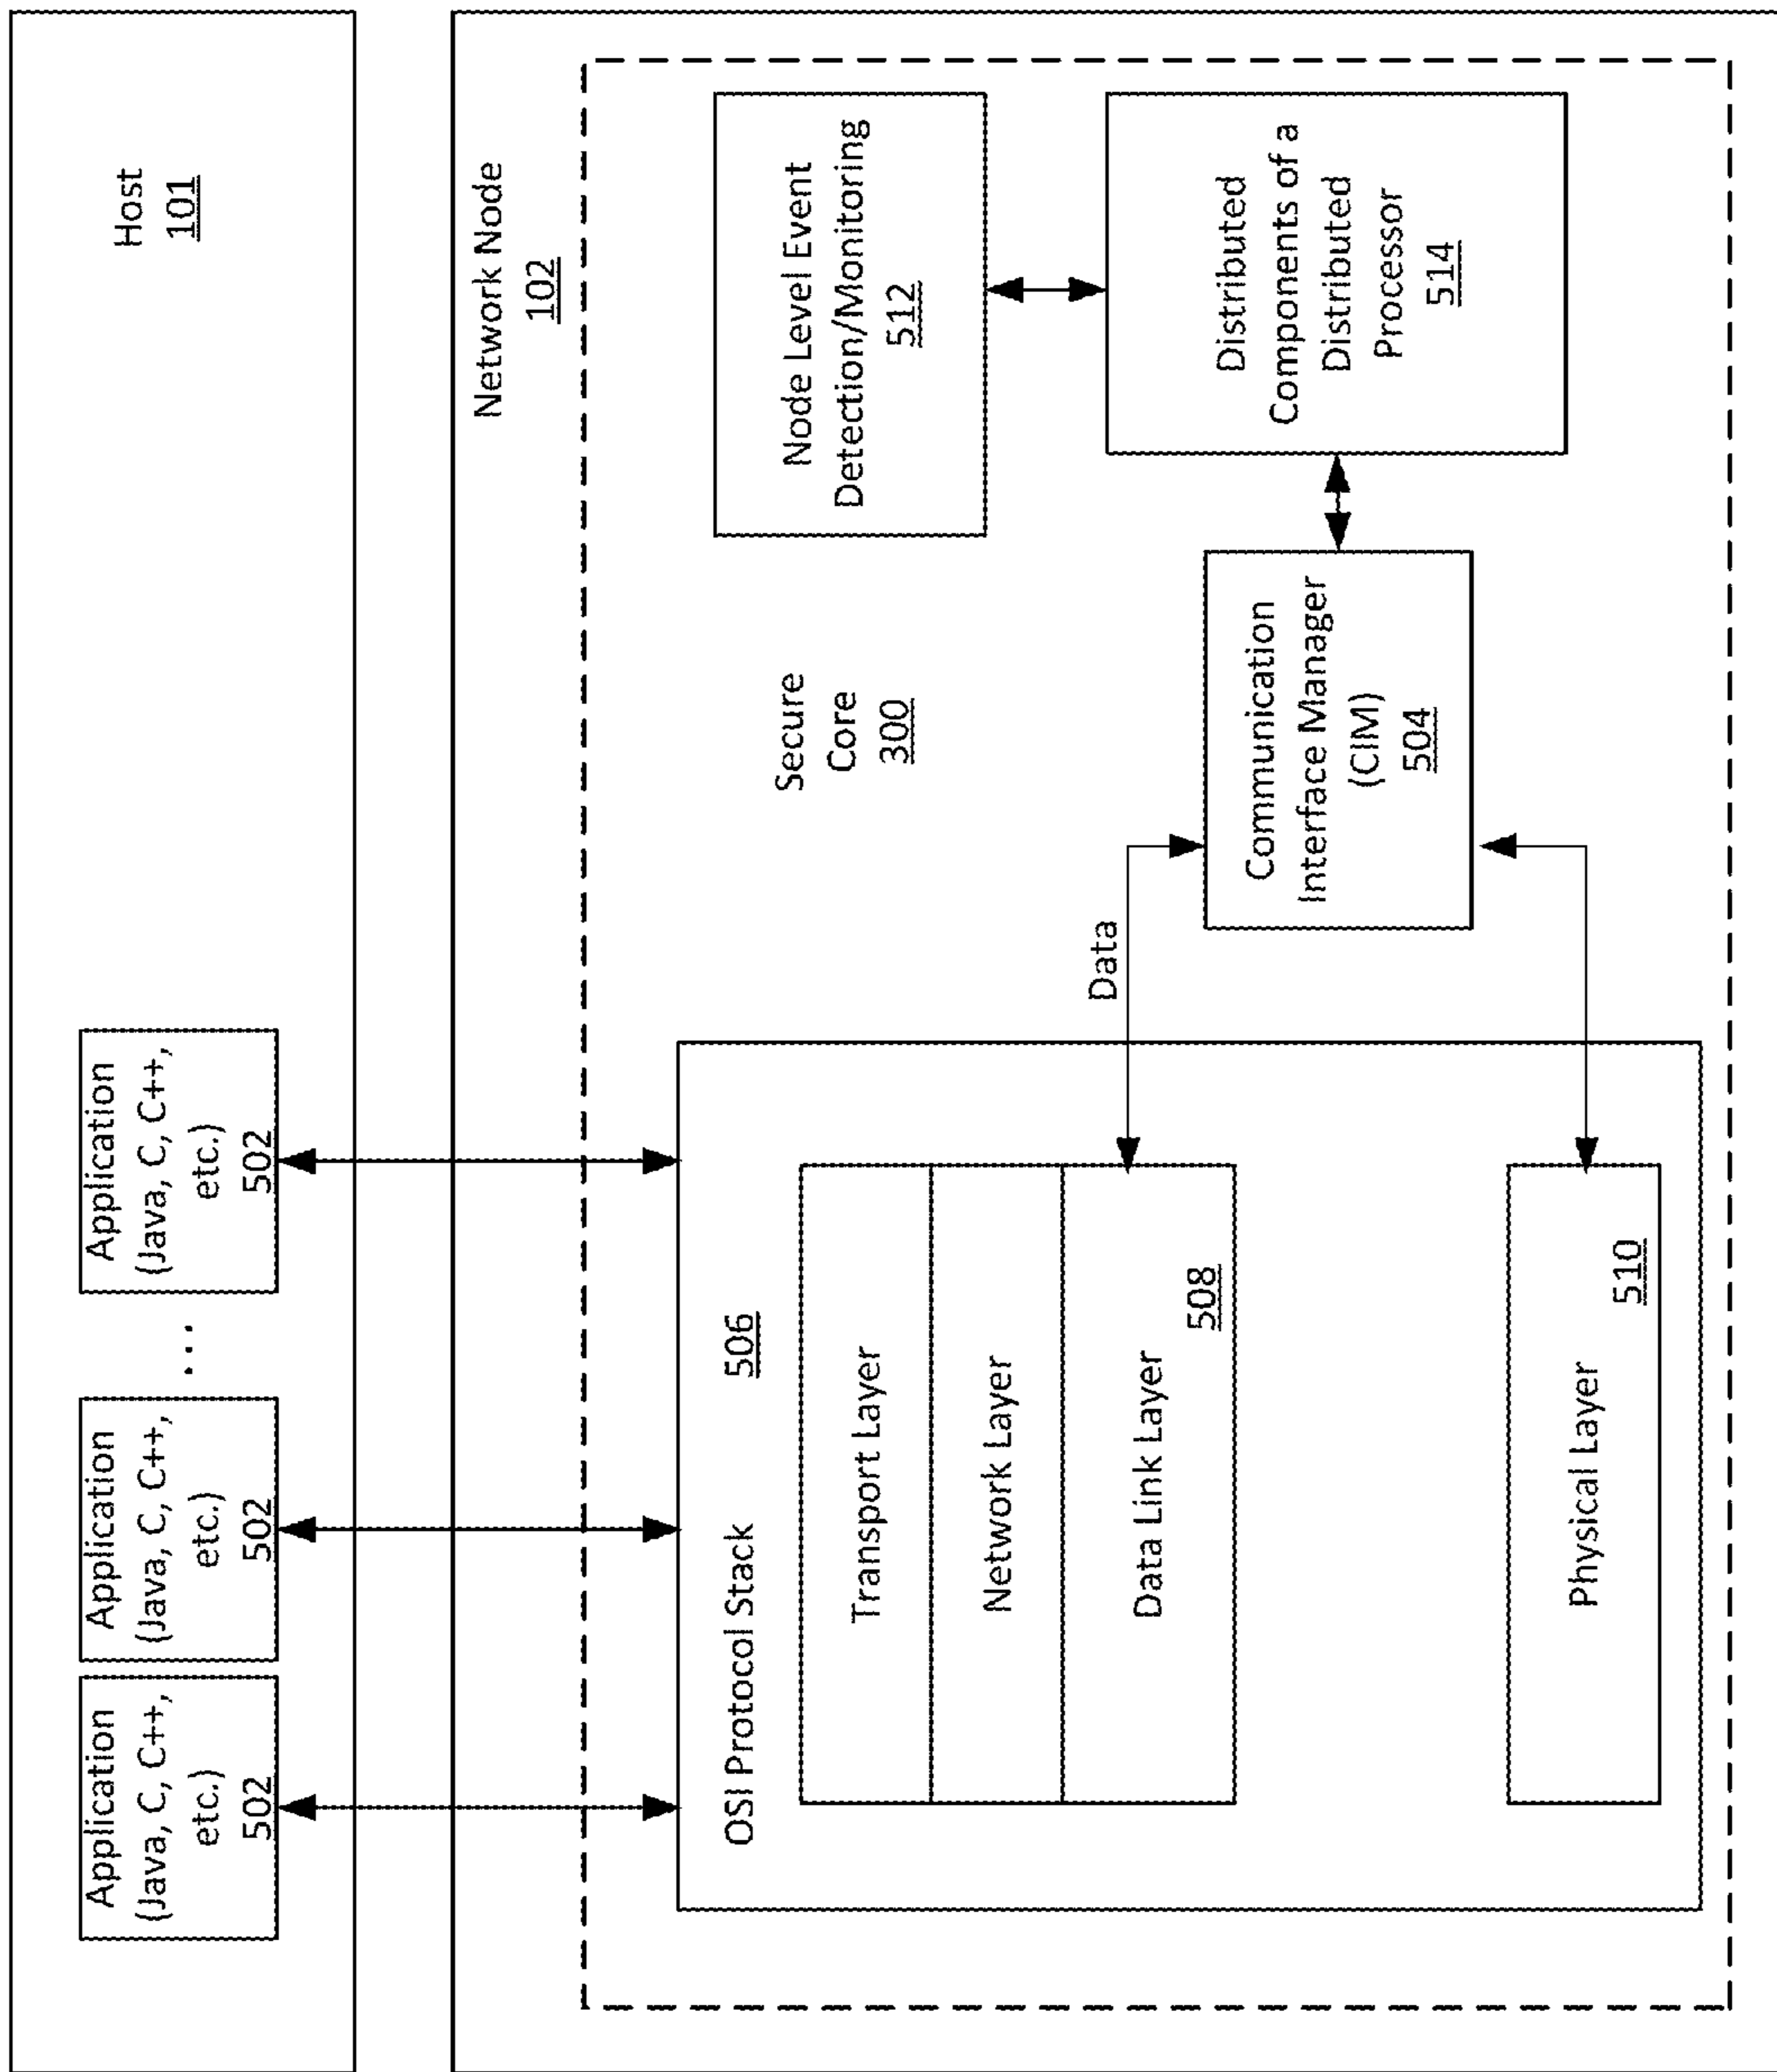 Host
101
Application
(Java, C, C++,
etc.)
502
Application
(Java, C, C++,
etc.)
502
...
Application
(Java, C, C++,
etc.)
502
Network Node
102
Secure
Core
300
OSI Protocol Stack
506
Transport Layer
Network Layer
Data Link Layer
508
Physical Layer
510
Data
Communication
Interface Manager
(CIM)
504
Node Level Event
Detection/Monitoring
512
Distributed
Components of a
Distributed
Processor
514